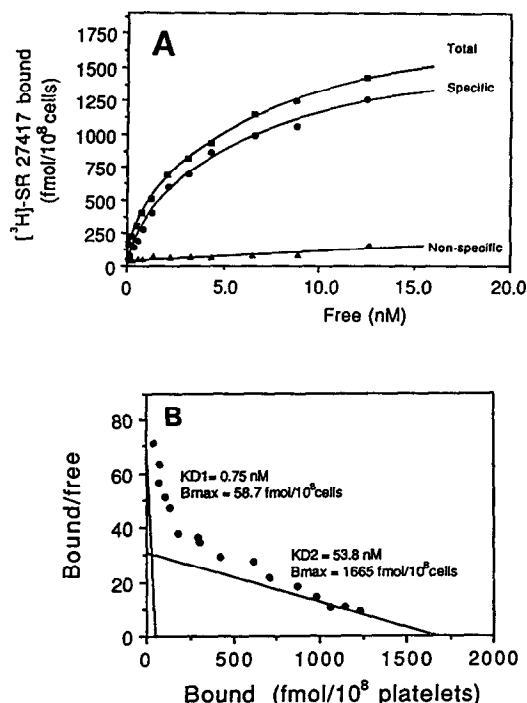 A
1750
1500
1250
1000
750
500
250
0
[³H]-SR 27417 bound
(fmol/10⁸ cells)
Total
Specific
Non-specific
0.0 5.0 10.0 15.0 20.0
Free (nM)
B
80
60
40
20
0
Bound/free
KD1= 0.75 nM
Bmax = 58.7 fmol/10⁸cells
KD2 = 53.8 nM
Bmax = 1665 fmol/10⁸cells
0 500 1000 1500 2000
Bound (fmol/10⁸ platelets)